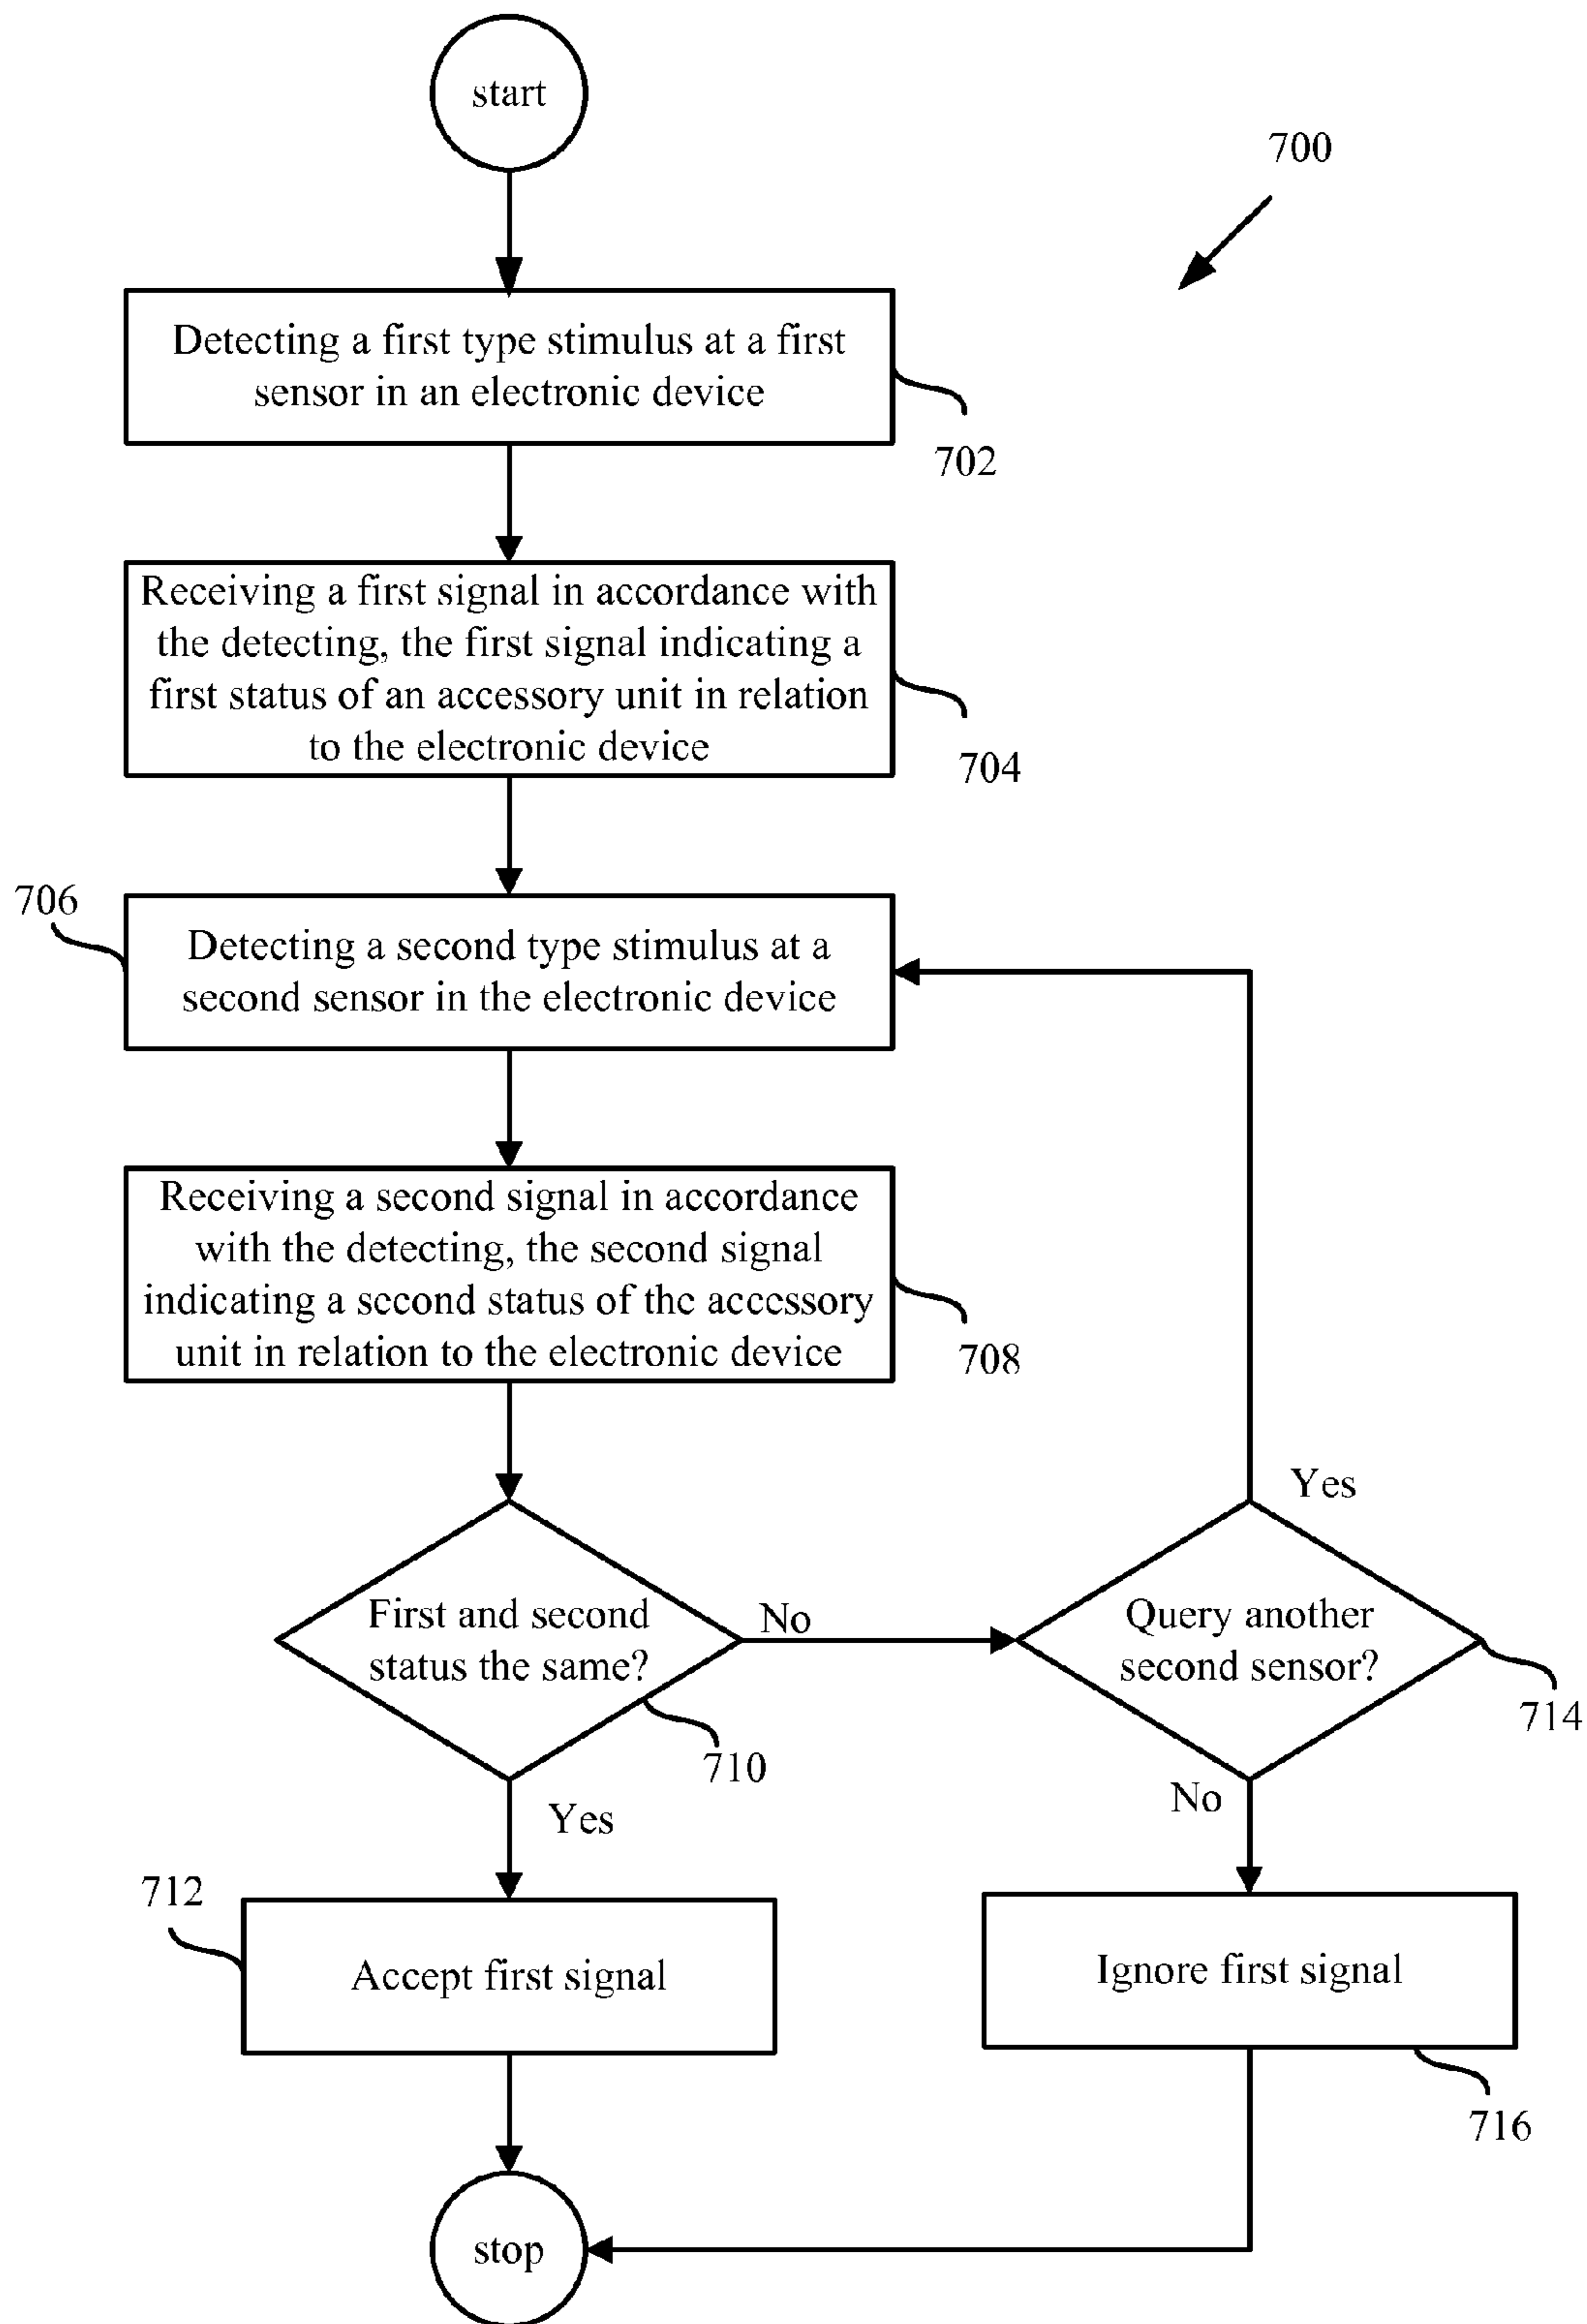 start
700
Detecting a first type stimulus at a first
sensor in an electronic device
702
Receiving a first signal in accordance with
the detecting, the first signal indicating a
first status of an accessory unit in relation
to the electronic device
704
706
Detecting a second type stimulus at a
second sensor in the electronic device
Receiving a second signal in accordance
with the detecting, the second signal
indicating a second status of the accessory
unit in relation to the electronic device
708
First and second
status the same?
710
No
Yes
Query another
second sensor?
714
Yes
No
712
Accept first signal
Ignore first signal
716
stop